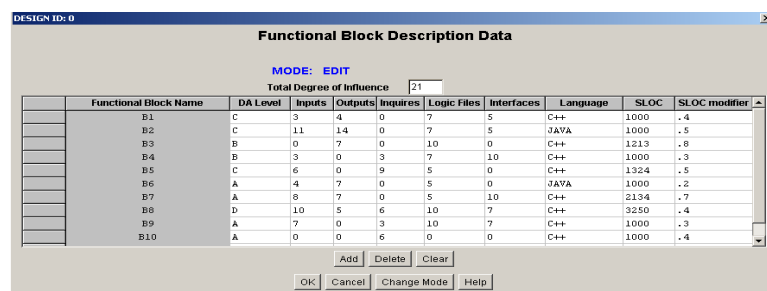 DESIGN ID: 0
Functional Block Description Data
MODE: EDIT
Total Degree of Influence 21
Functional Block Name DA Level Inputs Outputs Inquires Logic Files Interfaces Language SLOC SLOC modifier
B1 C 3 4 0 7 5 C++ 1000 .4
B2 C 11 14 0 7 5 JAVA 1000 .5
B3 B 0 7 0 10 0 C++ 1213 .8
B4 B 3 0 3 7 10 C++ 1000 .3
B5 C 6 0 9 5 0 C++ 1324 .5
B6 A 4 7 0 5 0 JAVA 1000 .2
B7 A 8 7 0 5 10 C++ 2134 .7
B8 D 10 5 6 10 7 C++ 3250 .4
B9 A 7 0 3 10 7 C++ 1000 .3
B10 A 0 0 6 0 0 C++ 1000 .4
Add Delete Clear
OK Cancel Change Mode Help